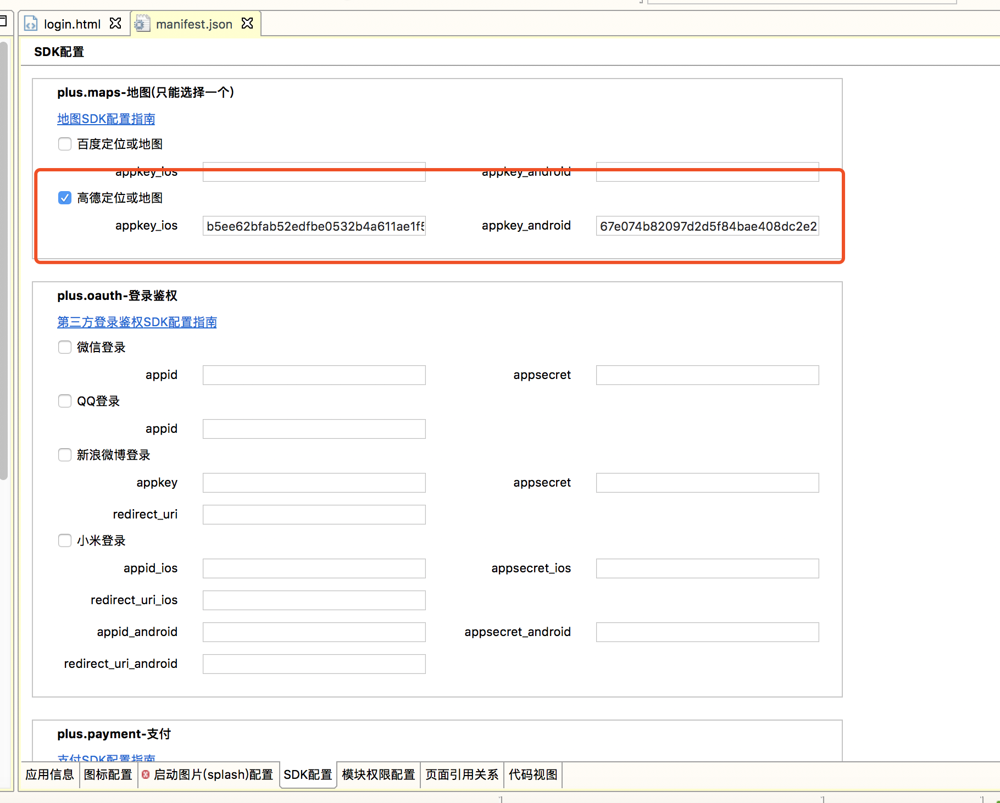 login.html manifest.json
SDK配置
plus.maps-地图(只能选择一个)
地图SDK配置指南
百度定位或地图
appkey_ios appkey_android
高德定位或地图
appkey_ios b5ee62bfab52edfbe0532b4a611ae1f5 appkey_android 67e074b82097d2d5f84bae408dc2e2
plus.oauth-登录鉴权
第三方登录鉴权SDK配置指南
微信登录
appid appsecret
QQ登录
appid
新浪微博登录
appkey appsecret
redirect_uri
小米登录
appid_ios appsecret_ios
redirect_uri_ios
appid_android appsecret_android
redirect_uri_android
plus.payment-支付
支付SDK配置指南
应用信息 图标配置 启动图片(splash)配置 SDK配置 模块权限配置 页面引用关系 代码视图